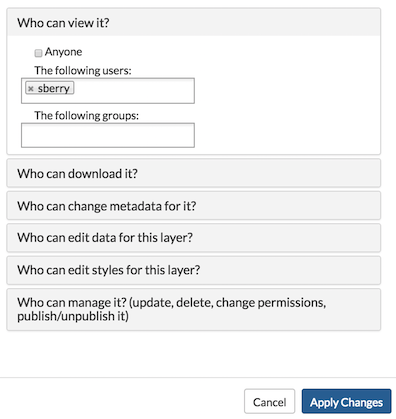 Who can view it?
Anyone
The following users:
× sberry
The following groups:
Who can download it?
Who can change metadata for it?
Who can edit data for this layer?
Who can edit styles for this layer?
Who can manage it? (update, delete, change permissions,
publish/unpublish it)
Cancel
Apply Changes